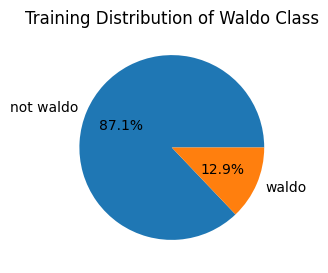 Training Distribution of Waldo Class
not waldo
87.1%
12.9%
waldo